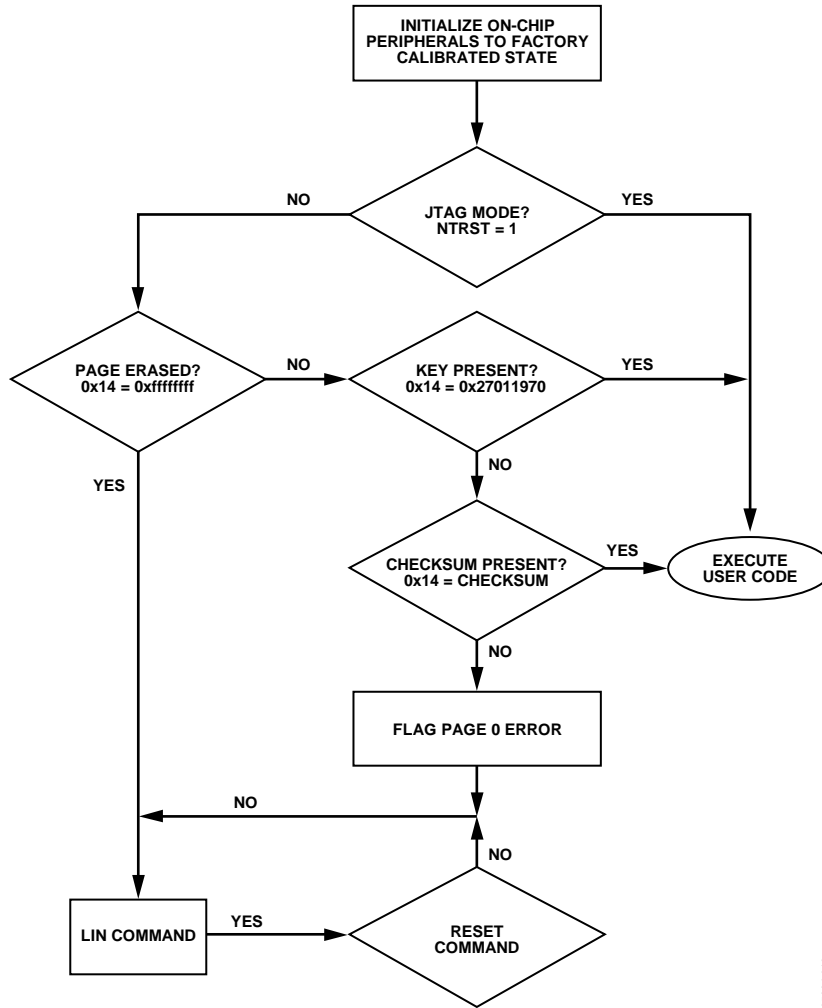 INITIALIZE ON-CHIP
PERIPHERALS TO FACTORY
CALIBRATED STATE
NO
JTAG MODE?
NTRST = 1
YES
PAGE ERASED?
0x14 = 0xffffffff
NO
KEY PRESENT?
0x14 = 0x27011970
YES
NO
YES
CHECKSUM PRESENT?
0x14 = CHECKSUM
YES
EXECUTE
USER CODE
NO
FLAG PAGE 0 ERROR
NO
NO
LIN COMMAND
YES
RESET
COMMAND